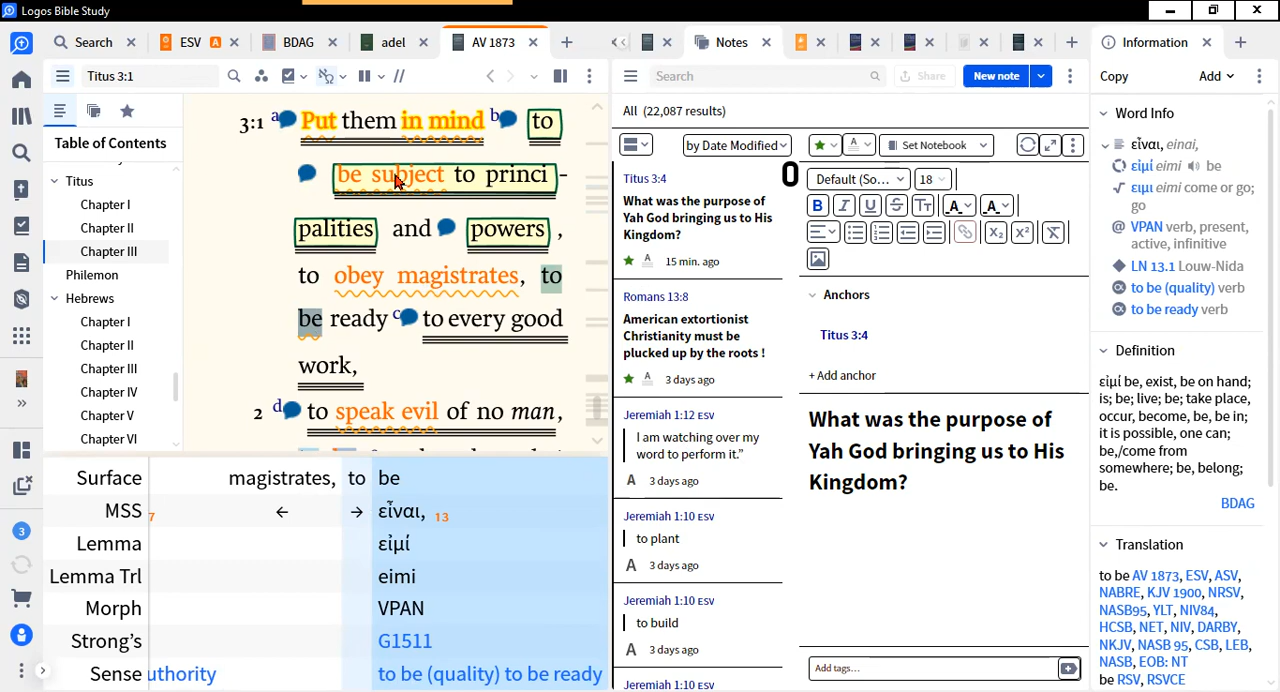 Logos Bible Study
Search
ESV
A
BDAG
adel
AV 1873
Notes
Information
Titus 3:1
Search
Share
New note
Copy
Add
Table of Contents
Titus
Chapter I
Chapter II
Chapter III
Philemon
Hebrews
Chapter I
Chapter II
Chapter III
Chapter IV
Chapter V
Chapter VI
3:1 a Put them in mind b to
be subject to princi-
palities and powers,
to obey magistrates, to
be ready c to every good
work,
2 d to speak evil of no man,
Surface magistrates, to be
MSS 7 ← → εἶναι, 13
Lemma εἰμί
Lemma Trl eimi
Morph VPAN
Strong’s G1511
Sense uthority to be (quality) to be ready
3
All (22,087 results)
by Date Modified
A
Set Notebook
Titus 3:4
What was the purpose of
Yah God bringing us to His
Kingdom?
A 15 min. ago
Romans 13:8
American extortionist
Christianity must be
plucked up by the roots !
A 3 days ago
Jeremiah 1:12 ESV
I am watching over my
word to perform it.”
A 3 days ago
Jeremiah 1:10 ESV
to plant
A 3 days ago
Jeremiah 1:10 ESV
to build
A 3 days ago
Jeremiah 1:10 ESV
0
Default (So... 18
B I U S Tт A A
X₂ X²
Anchors
Titus 3:4
+ Add anchor
What was the purpose of
Yah God bringing us to His
Kingdom?
Add tags...
Word Info
εἶναι, einai,
εἰμί eimi be
ειμι eimi come or go;
go
@ VPAN verb, present,
active, infinitive
LN 13.1 Louw-Nida
to be (quality) verb
to be ready verb
Definition
εἰμί be, exist, be on hand;
is; be; live; be; take place,
occur, become, be, be in;
it is possible, one can;
be,/come from
somewhere; be, belong;
be.
BDAG
Translation
to be AV 1873, ESV, ASV,
NABRE, KJV 1900, NRSV,
NASB95, YLT, NIV84,
HCSB, NET, NIV, DARBY,
NKJV, NASB 95, CSB, LEB,
NASB, EOB: NT
be RSV, RSVCE